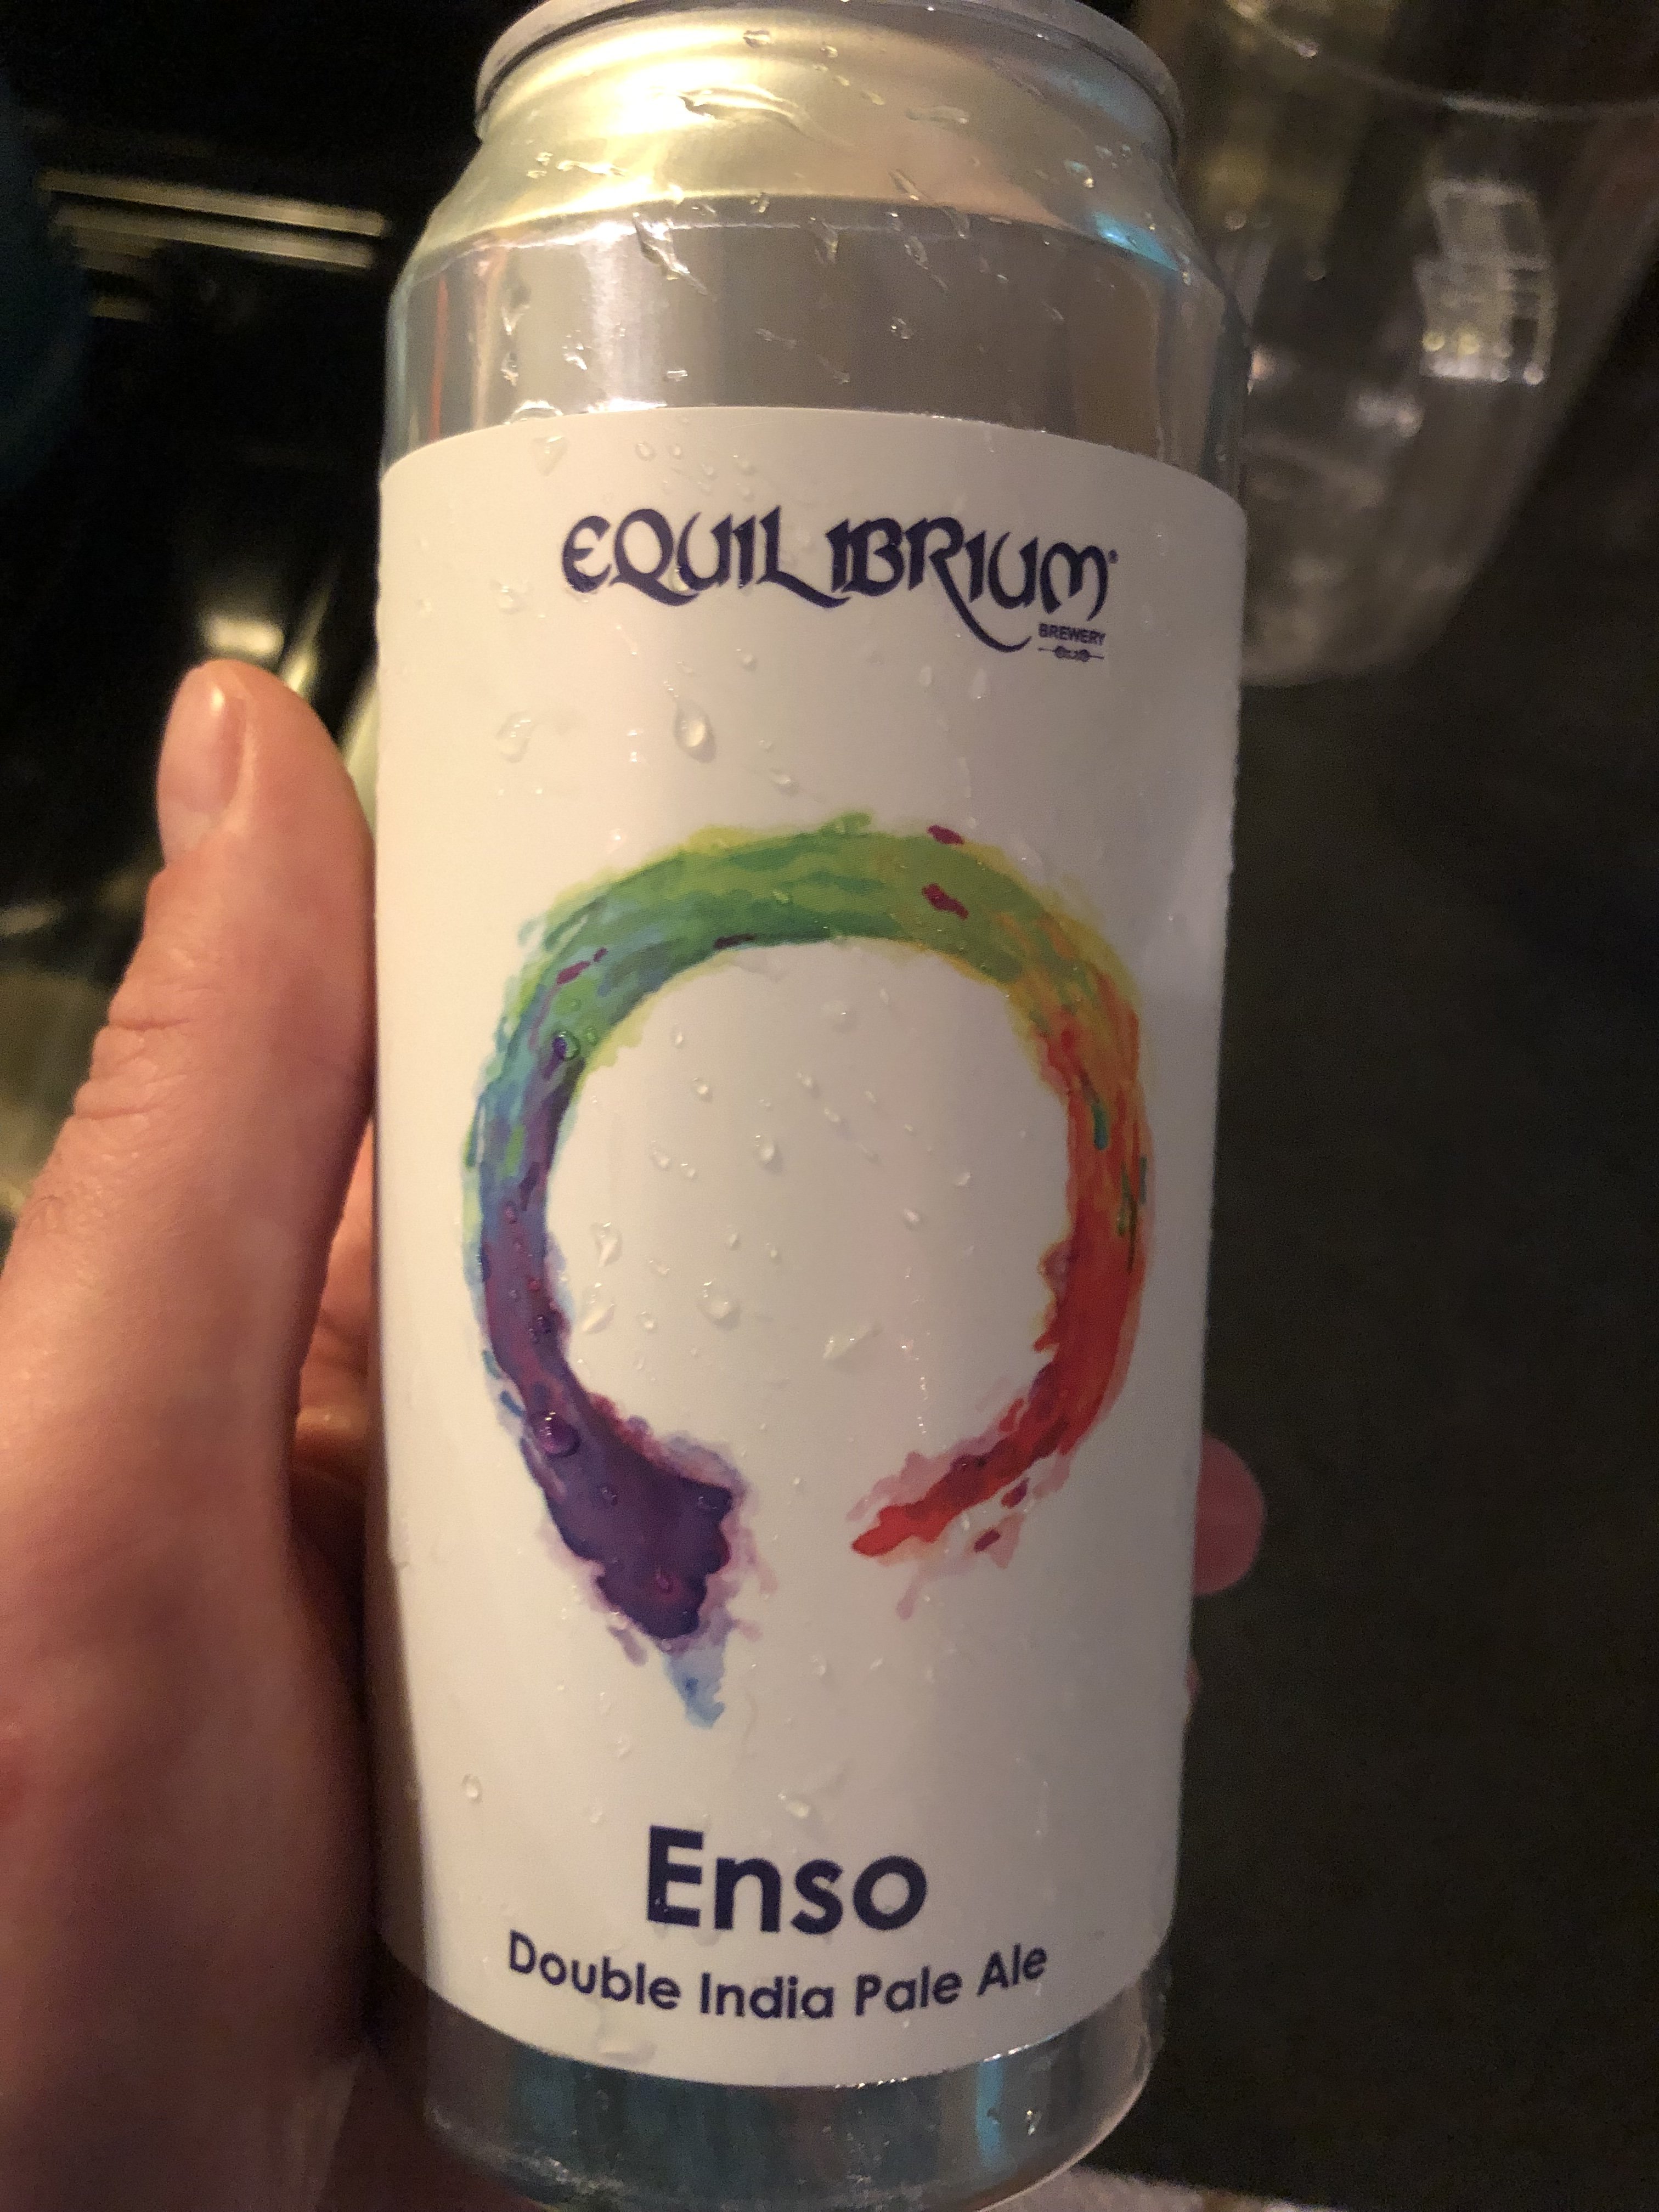 EQUILIBRIUM®
BREWERY
Enso
Double India Pale Ale